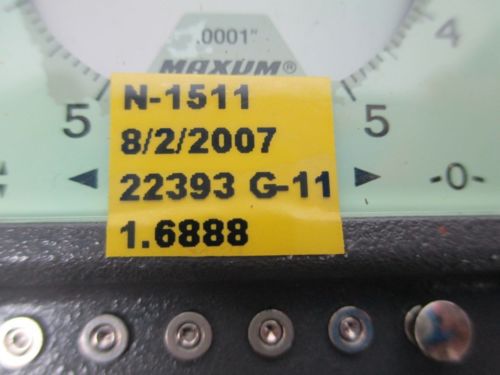 .0001"
MAXUM®
4
5 5
-0-
N-1511
8/2/2007
22393 G-11
1.6888